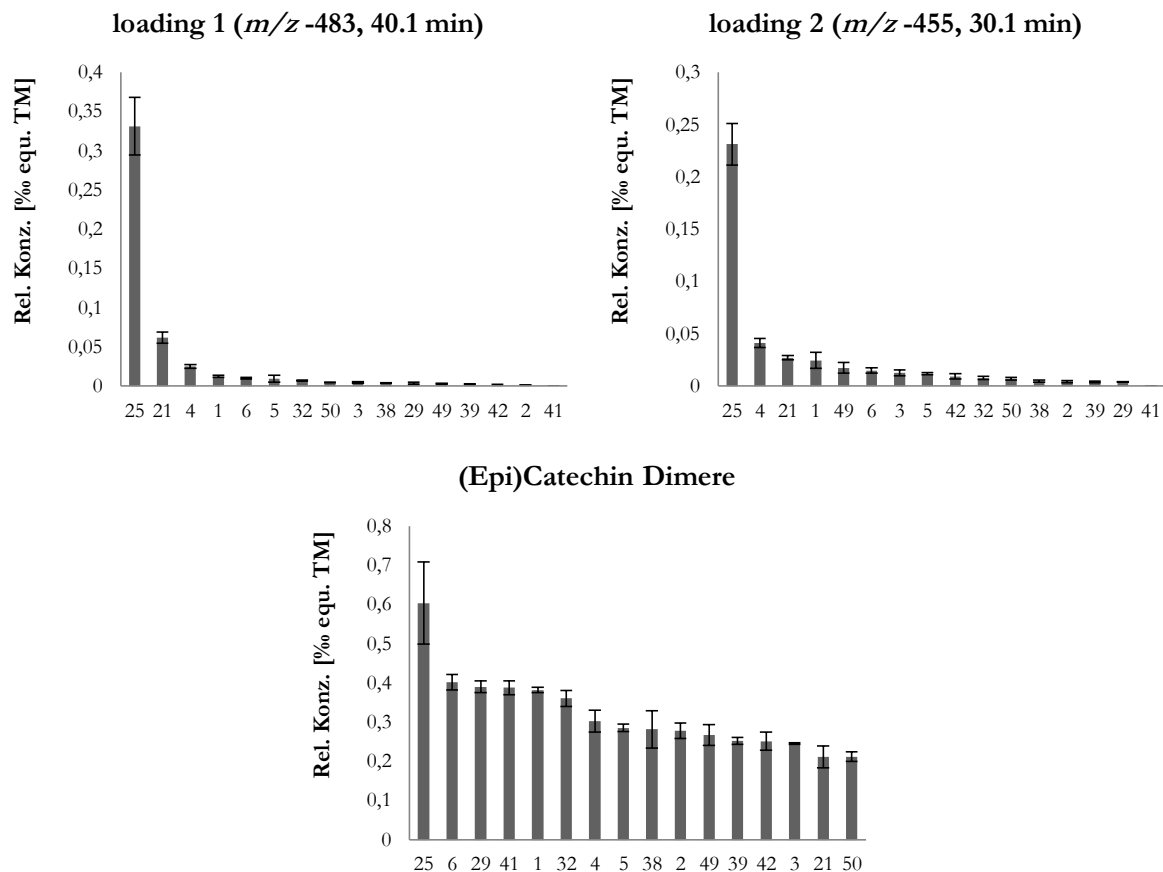 loading 1 (m/z -483, 40.1 min)
Rel. Konz. [‰ equ. TM]
0,4
0,35
0,3
0,25
0,2
0,15
0,1
0,05
0
25 21 4 1 6 5 32 50 3 38 29 49 39 42 2 41
loading 2 (m/z -455, 30.1 min)
Rel. Konz. [‰ equ. TM]
0,3
0,25
0,2
0,15
0,1
0,05
0
25 4 21 1 49 6 3 5 42 32 50 38 2 39 29 41
(Epi)Catechin Dimere
Rel. Konz. [‰ equ. TM]
0,8
0,7
0,6
0,5
0,4
0,3
0,2
0,1
0
25 6 29 41 1 32 4 5 38 2 49 39 42 3 21 50